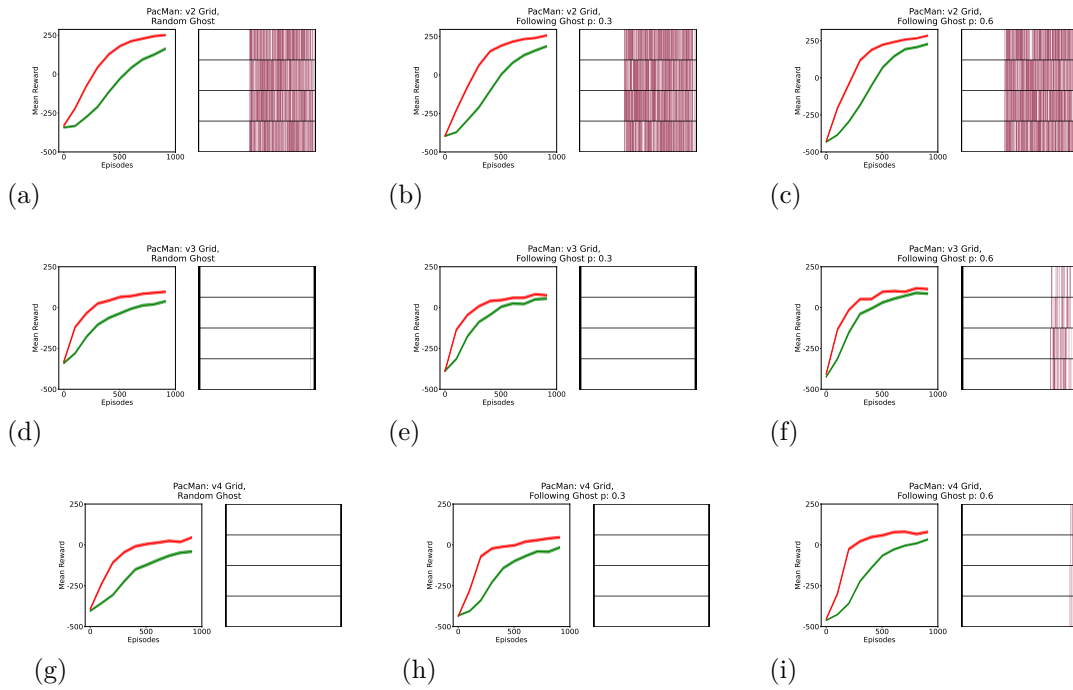 PacMan: v2 Grid,
Random Ghost
250
0
-250
-500
Mean Reward
0
500
1000
Episodes
(a)
PacMan: v2 Grid,
Following Ghost p: 0.3
250
0
-250
-500
Mean Reward
0
500
1000
Episodes
(b)
PacMan: v2 Grid,
Following Ghost p: 0.6
250
0
-250
-500
Mean Reward
0
500
1000
Episodes
(c)
PacMan: v3 Grid,
Random Ghost
250
0
-250
-500
Mean Reward
0
500
1000
Episodes
(d)
PacMan: v3 Grid,
Following Ghost p: 0.3
250
0
-250
-500
Mean Reward
0
500
1000
Episodes
(e)
PacMan: v3 Grid,
Following Ghost p: 0.6
250
0
-250
-500
Mean Reward
0
500
1000
Episodes
(f)
PacMan: v4 Grid,
Random Ghost
250
0
-250
-500
Mean Reward
0
500
1000
Episodes
(g)
PacMan: v4 Grid,
Following Ghost p: 0.3
250
0
-250
-500
Mean Reward
0
500
1000
Episodes
(h)
PacMan: v4 Grid,
Following Ghost p: 0.6
250
0
-250
-500
Mean Reward
0
500
1000
Episodes
(i)